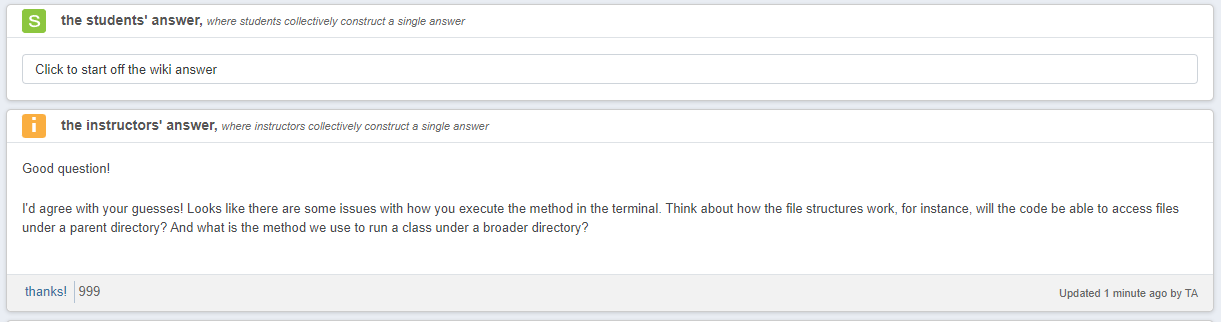 S the students' answer, where students collectively construct a single answer
Click to start off the wiki answer
i the instructors' answer, where instructors collectively construct a single answer
Good question!
I'd agree with your guesses! Looks like there are some issues with how you execute the method in the terminal. Think about how the file structures work, for instance, will the code be able to access files
under a parent directory? And what is the method we use to run a class under a broader directory?
thanks! 999 Updated 1 minute ago by TA